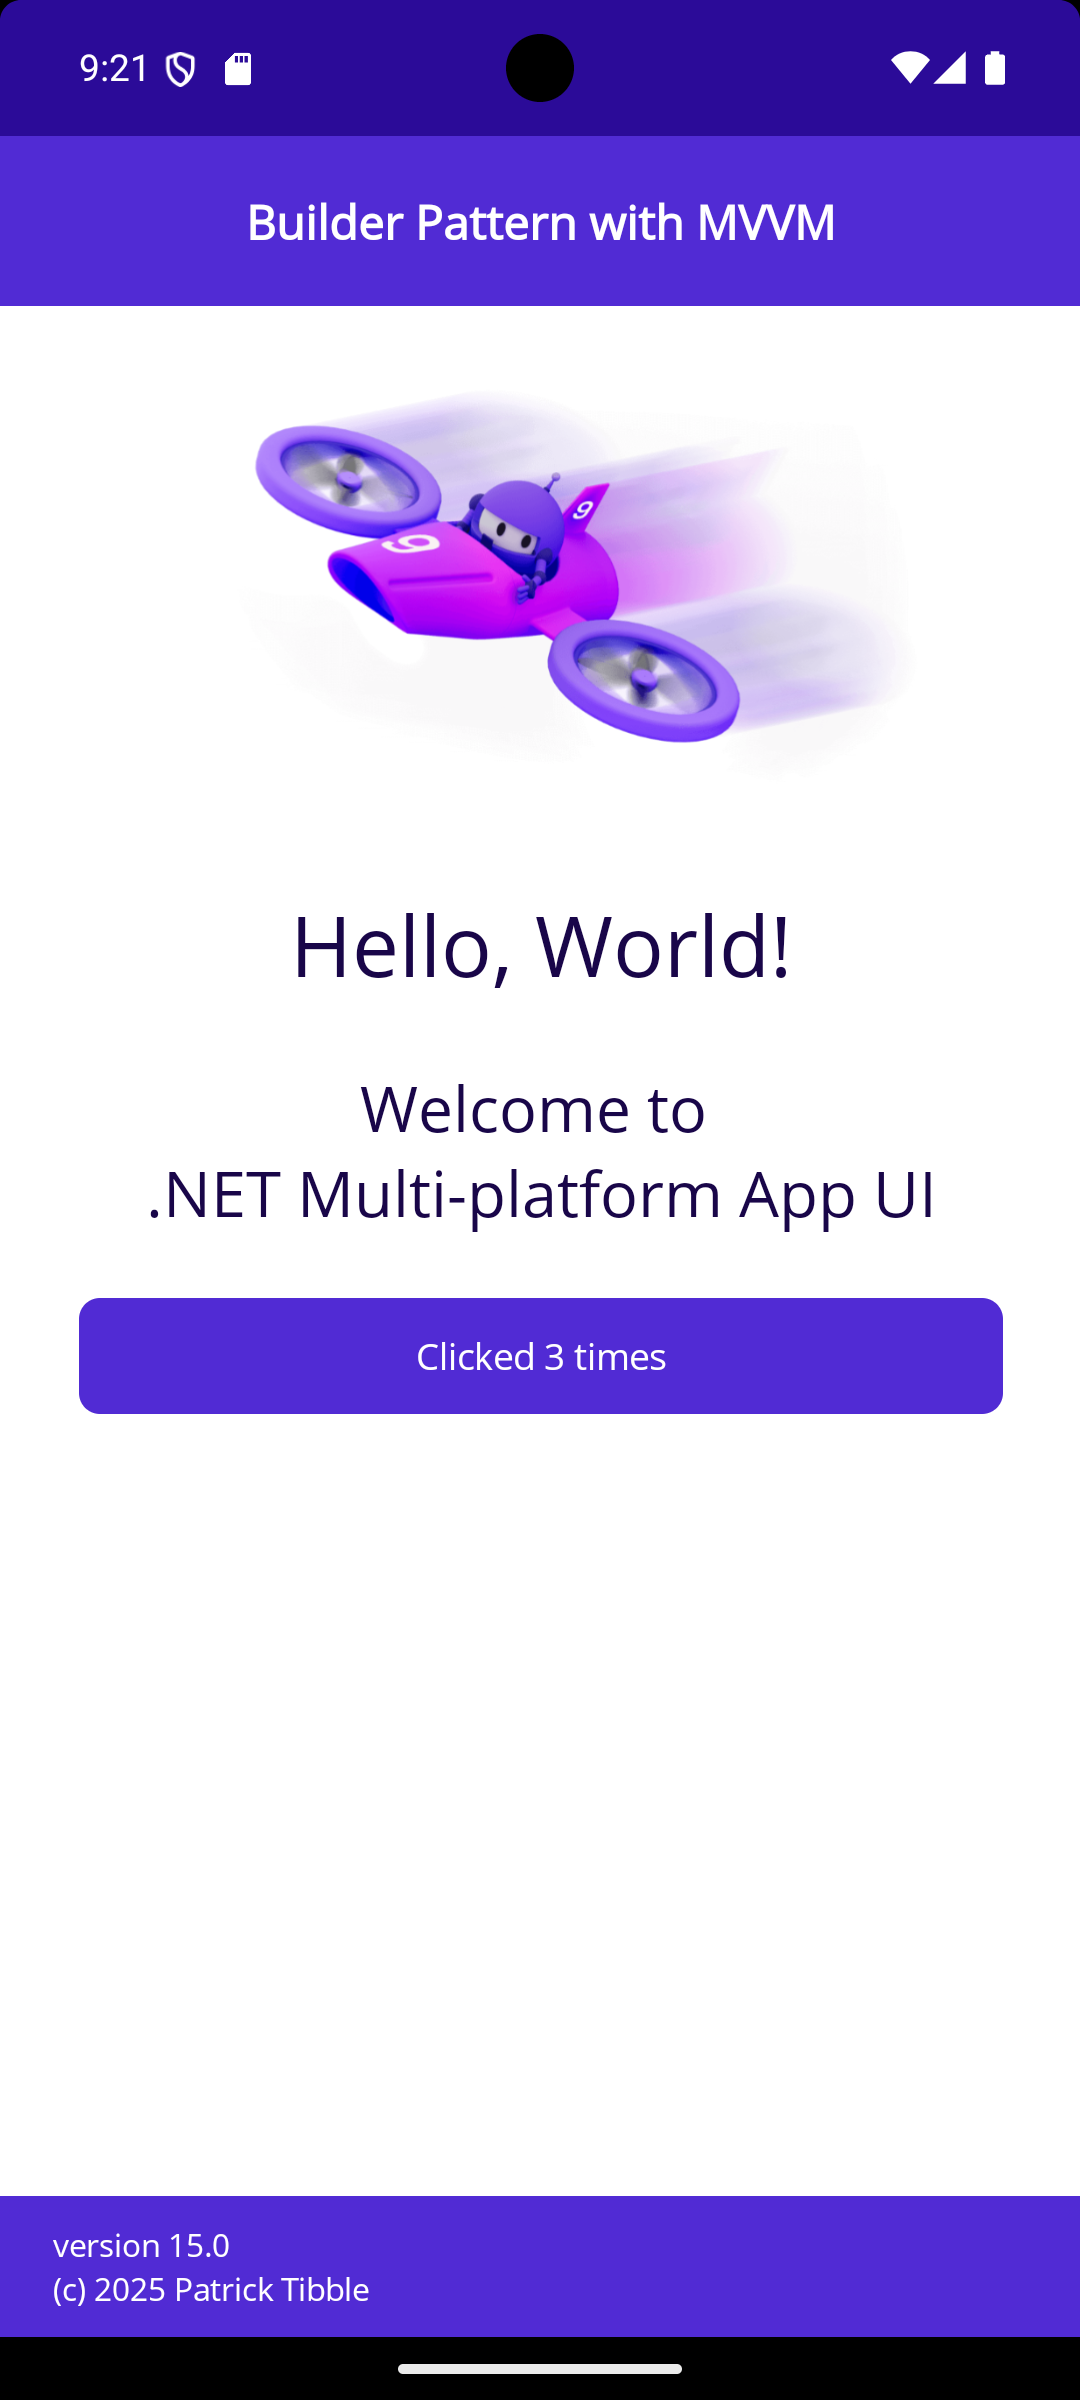 9:21
Builder Pattern with MVVM
9
9
Hello, World!
Welcome to
.NET Multi-platform App UI
Clicked 3 times
version 15.0
(c) 2025 Patrick Tibble